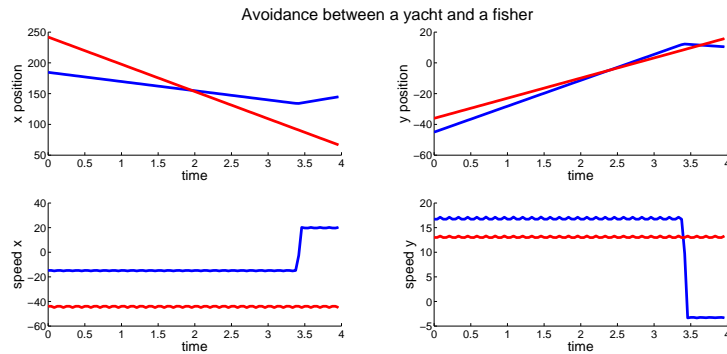 Avoidance between a yacht and a fisher
250
200
150
100
50
x position
0 0.5 1 1.5 2 2.5 3 3.5 4
time
20
0
−20
−40
−60
y position
0 0.5 1 1.5 2 2.5 3 3.5 4
time
40
20
0
−20
−40
−60
speed x
0 0.5 1 1.5 2 2.5 3 3.5 4
time
20
15
10
5
0
−5
speed y
0 0.5 1 1.5 2 2.5 3 3.5 4
time